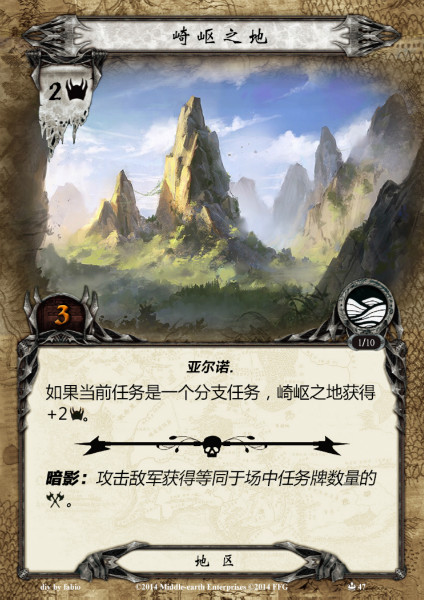 崎岖之地
2
3
1/10
亚尔诺.
如果当前任务是一个分支任务，崎岖之地获得
+2。
暗影：攻击敌军获得等同于场中任务牌数量的
。
地区
diy by fabio ©2014 Middle-earth Enterprises ©2014 FFG 47